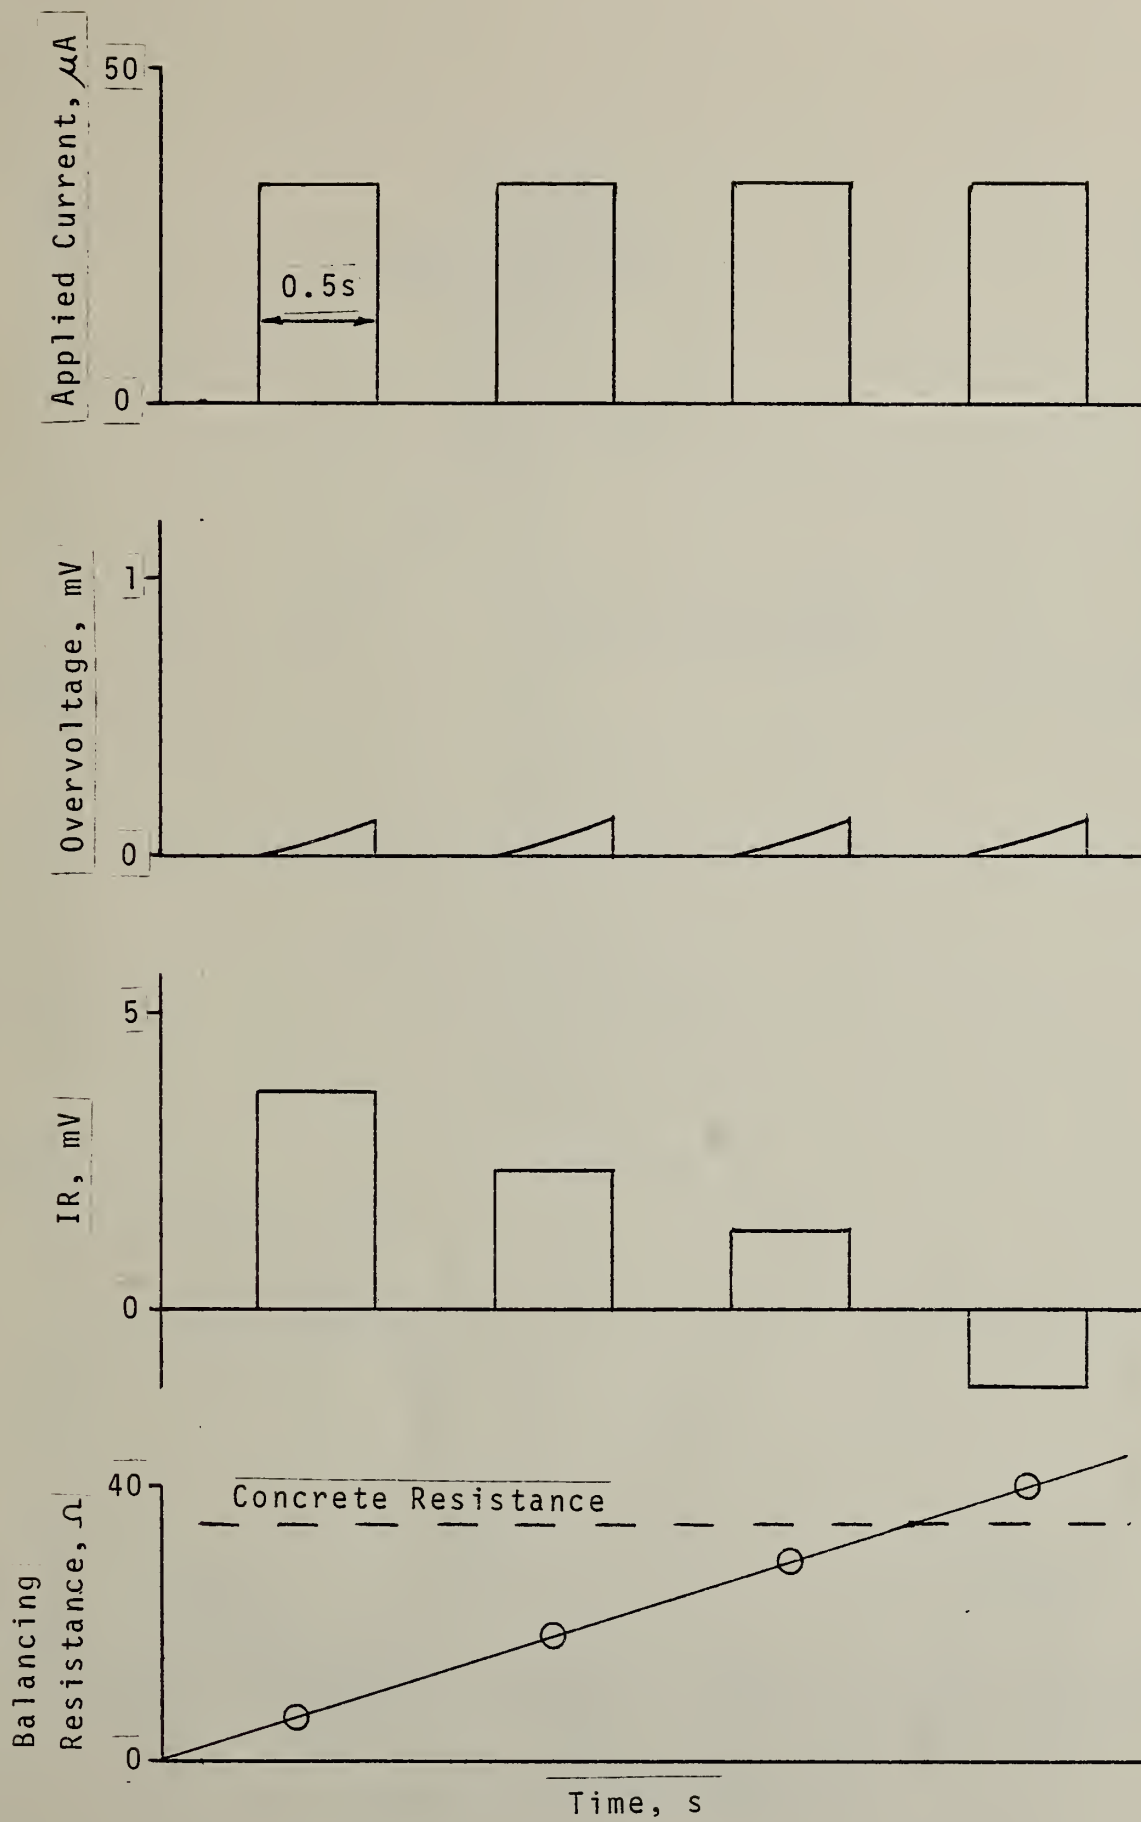 Applied Current, μA
50
0.5s
0
Overvoltage, mV
1
0
IR, mV
5
0
Balancing
Resistance, Ω
40
Concrete Resistance
0
Time, s